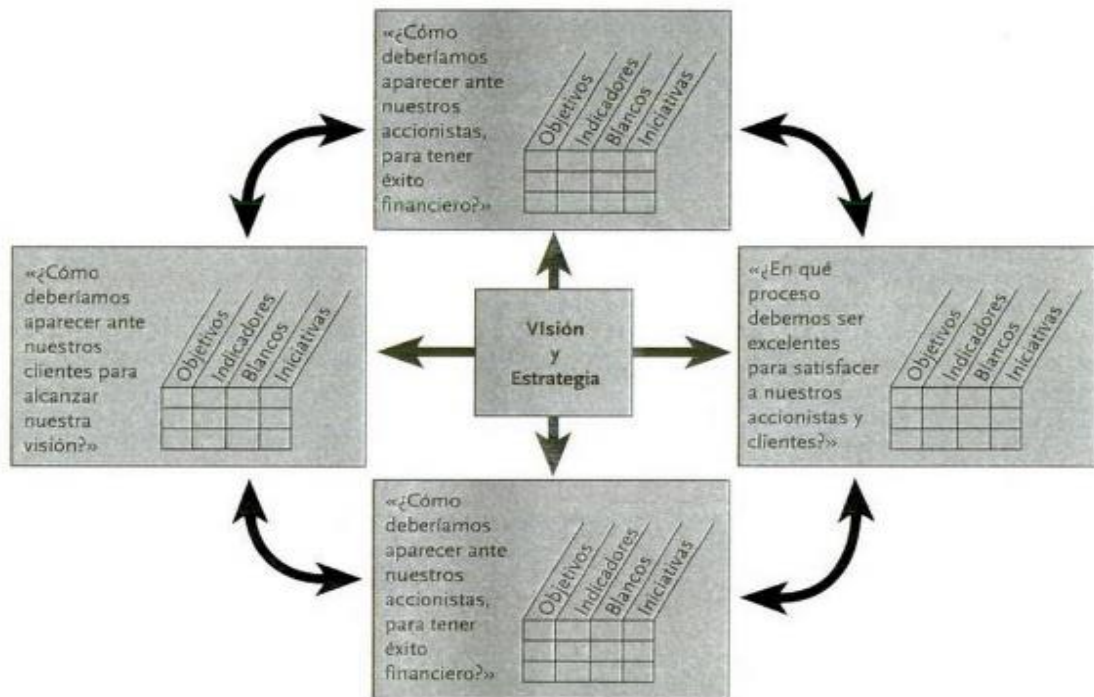 «¿Cómo
deberíamos
aparecer ante
nuestros
accionistas,
para tener
éxito
financiero?»
Objetivos
Indicadores
Blancos
Iniciativas
«¿Cómo
deberíamos
aparecer ante
nuestros
clientes para
alcanzar
nuestra
visión?»
Objetivos
Indicadores
Blancos
Iniciativas
VIsión
y
Estrategia
«¿En qué
proceso
debemos ser
excelentes
para satisfacer
a nuestros
accionistas y
clientes?»
Objetivos
Indicadores
Blancos
Iniciativas
«¿Cómo
deberíamos
aparecer ante
nuestros
accionistas,
para tener
éxito
financiero?»
Objetivos
Indicadores
Blancos
Iniciativas